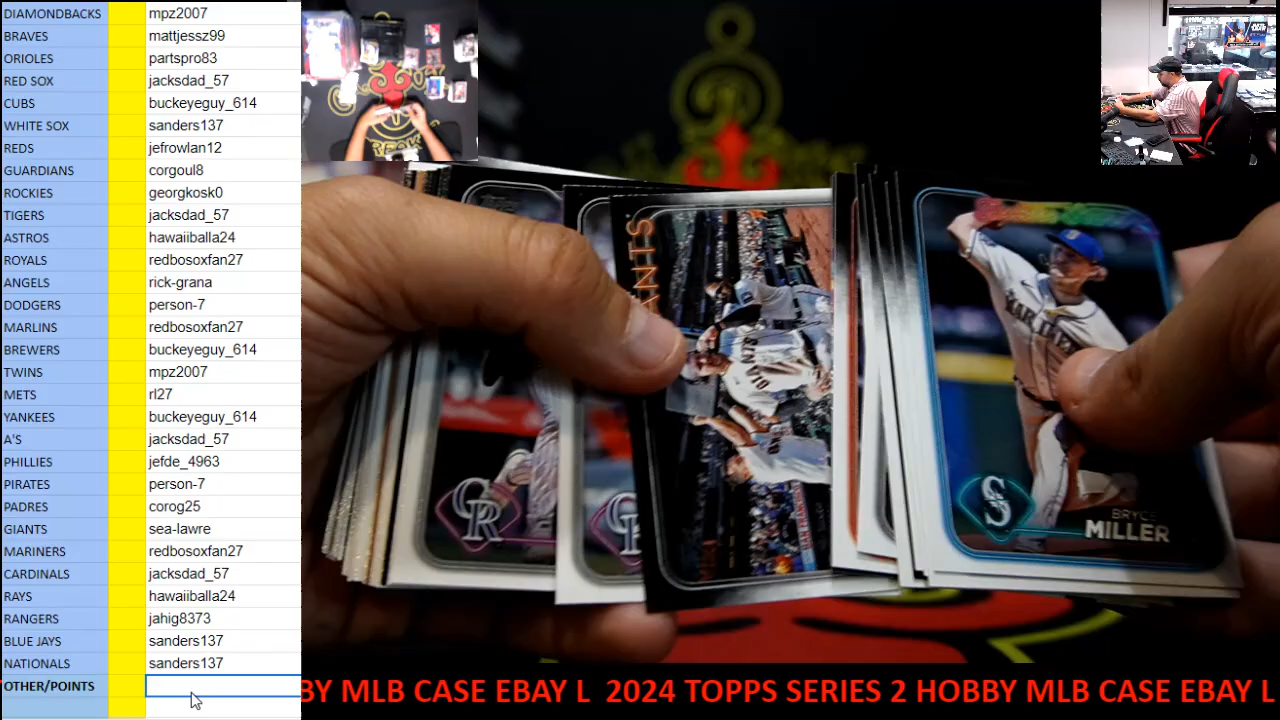 DIAMONDBACKS mpz2007
BRAVES mattjessz99
ORIOLES partspro83
RED SOX jacksdad_57
CUBS buckeyeguy_614
WHITE SOX sanders137
REDS jefrowlan12
GUARDIANS corgoul8
ROCKIES georgkosk0
TIGERS jacksdad_57
ASTROS hawaiiballa24
ROYALS redbosoxfan27
ANGELS rick-grana
DODGERS person-7
MARLINS redbosoxfan27
BREWERS buckeyeguy_614
TWINS mpz2007
METS rl27
YANKEES buckeyeguy_614
A'S jacksdad_57
PHILLIES jefde_4963
PIRATES person-7
PADRES corog25
GIANTS sea-lawre
MARINERS redbosoxfan27
CARDINALS jacksdad_57
RAYS hawaiiballa24
RANGERS jahig8373
BLUE JAYS sanders137
NATIONALS sanders137
OTHER/POINTS
ANTS
CR
MARINERS
S
BRYCE
MILLER
BY MLB CASE EBAY L 2024 TOPPS SERIES 2 HOBBY MLB CASE EBAY L